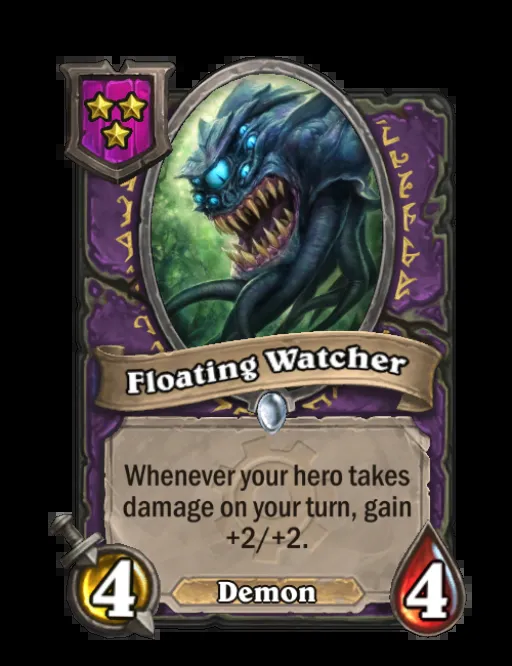 Floating Watcher
Whenever your hero takes
damage on your turn, gain
+2/+2.
4
Demon
4